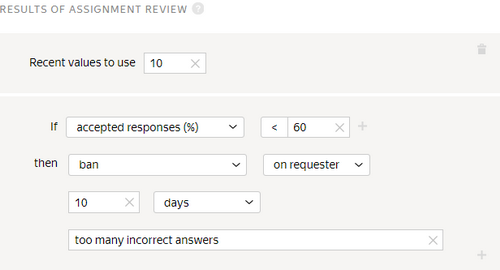 RESULTS OF ASSIGNMENT REVIEW ?
Recent values to use 10
If accepted responses (%) < 60
then ban on requester
10 days
too many incorrect answers